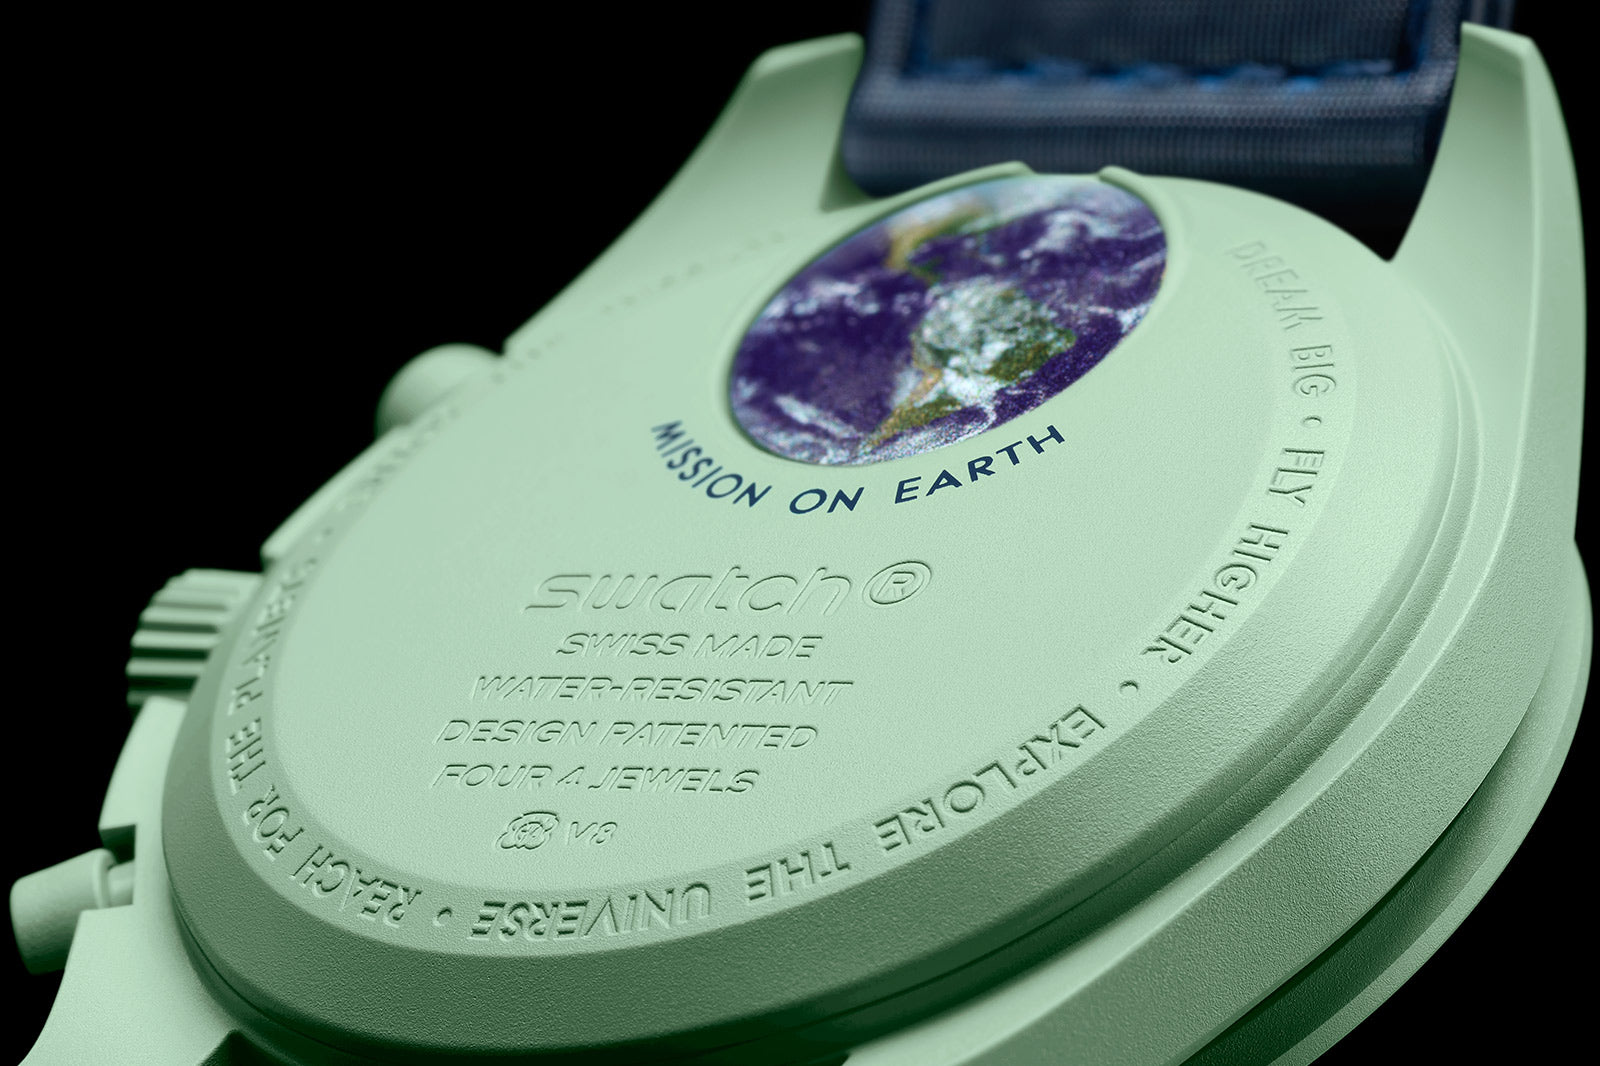 MISSION ON EARTH
swatch®
SWISS MADE
WATER-RESISTANT
DESIGN PATENTED
FOUR 4 JEWELS
V8
DREAM BIG • FLY HIGHER • EXPLORE THE UNIVERSE • REACH FOR THE PLANETS •